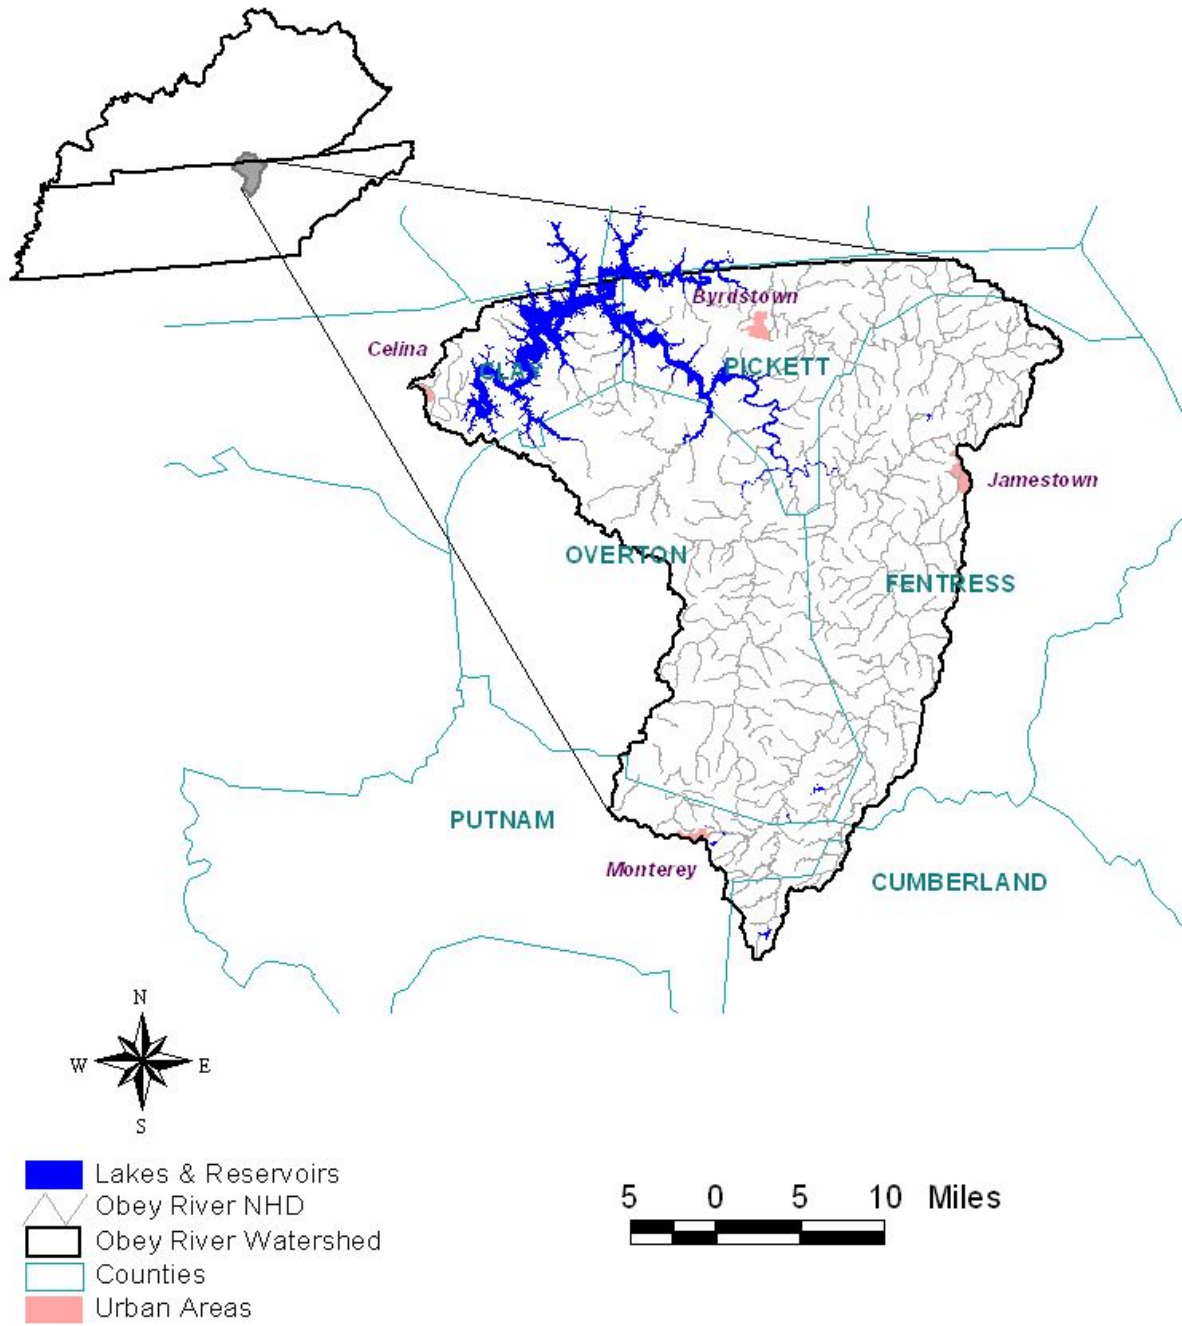 Byrdstown
Celina
CLAY
PICKETT
Jamestown
OVERTON
FENTRESS
PUTNAM
Monterey
CUMBERLAND
N
W
E
S
Lakes & Reservoirs
Obey River NHD
Obey River Watershed
Counties
Urban Areas
5 0 5 10 Miles